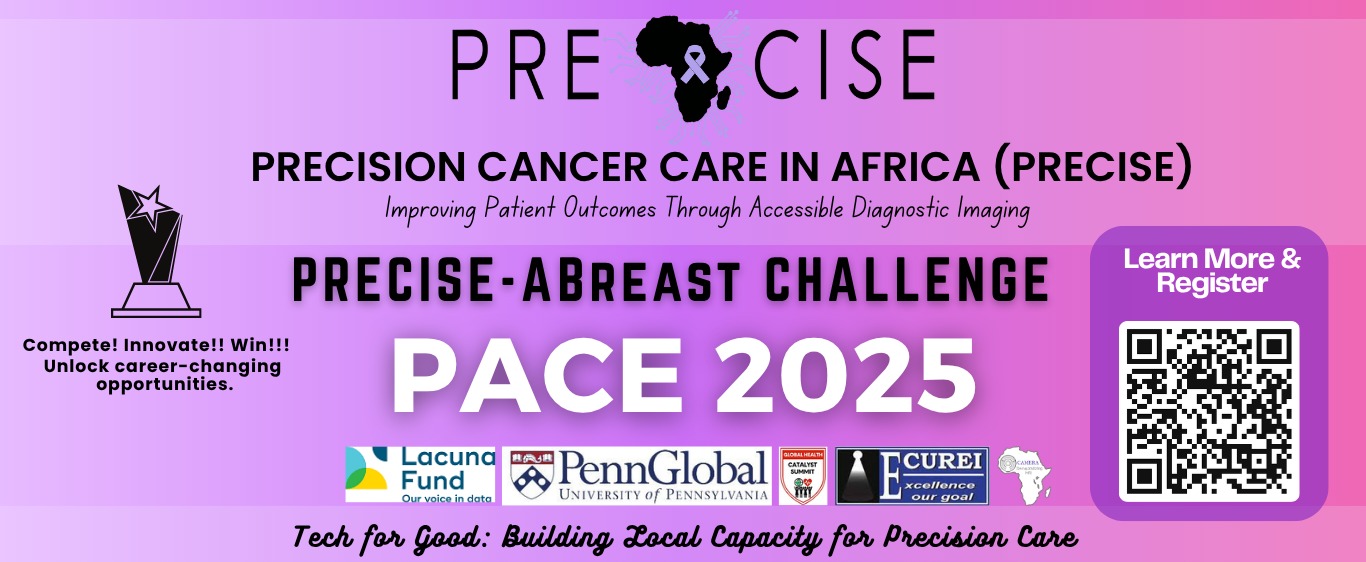 PRE CISE
PRECISION CANCER CARE IN AFRICA (PRECISE)
Improving Patient Outcomes Through Accessible Diagnostic Imaging
PRECISE-ABREAST CHALLENGE
PACE 2025
Compete! Innovate!! Win!!!
Unlock career-changing
opportunities.
Learn More &
Register
Lacuna
Fund
Our voice in data
PennGlobal
UNIVERSITY of PENNSYLVANIA
GLOBAL HEALTH
CATALYST
SUMMIT
ECUREI
Excellence
our goal
CAMERA
Tech for Good: Building Local Capacity for Precision Care